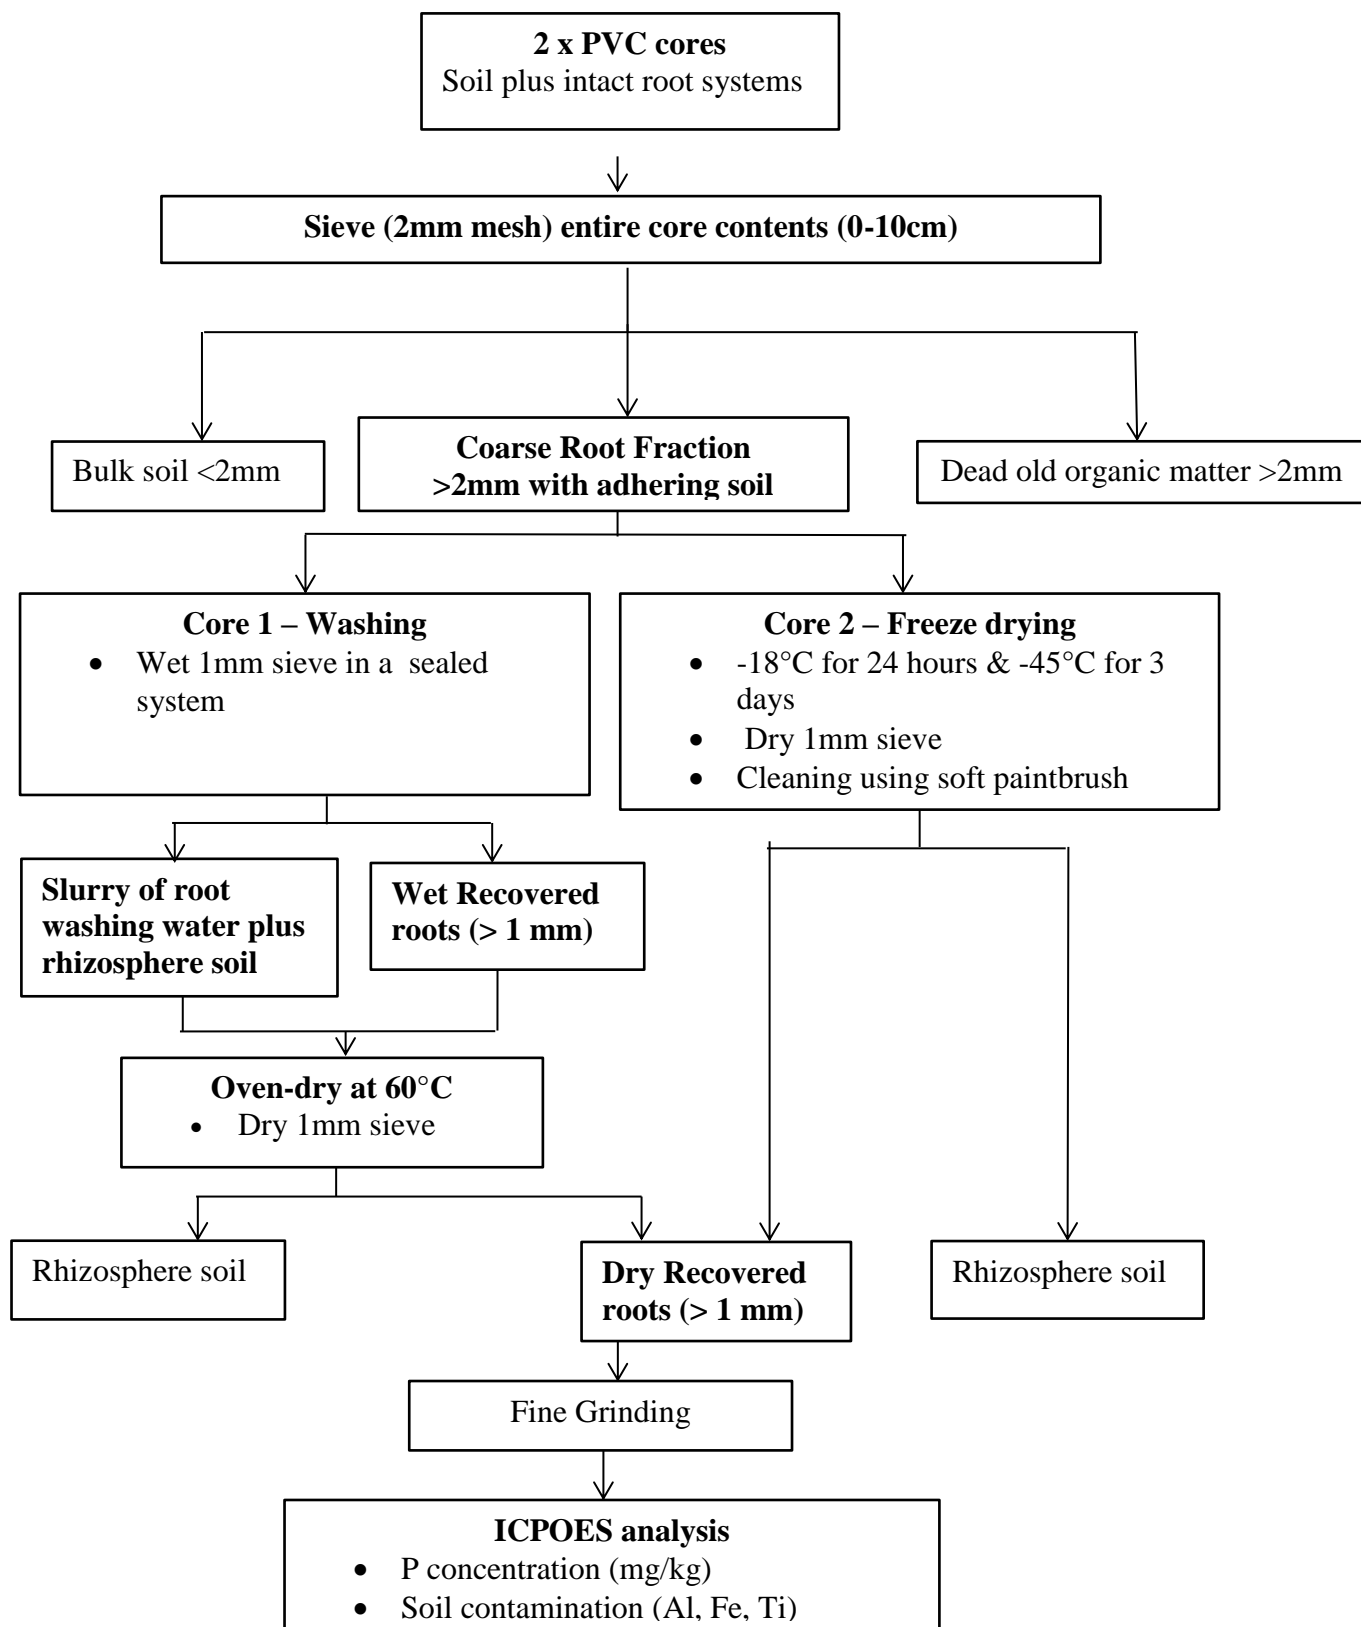 2 x PVC cores
Soil plus intact root systems
Sieve (2mm mesh) entire core contents (0-10cm)
Bulk soil <2mm
Coarse Root Fraction
>2mm with adhering soil
Dead old organic matter >2mm
Core 1 – Washing
• Wet 1mm sieve in a  sealed
system
Core 2 – Freeze drying
• -18°C for 24 hours & -45°C for 3
days
• Dry 1mm sieve
• Cleaning using soft paintbrush
Slurry of root
washing water plus
rhizosphere soil
Wet Recovered
roots (> 1 mm)
Oven-dry at 60°C
• Dry 1mm sieve
Rhizosphere soil
Dry Recovered
roots (> 1 mm)
Rhizosphere soil
Fine Grinding
ICPOES analysis
• P concentration (mg/kg)
• Soil contamination (Al, Fe, Ti)